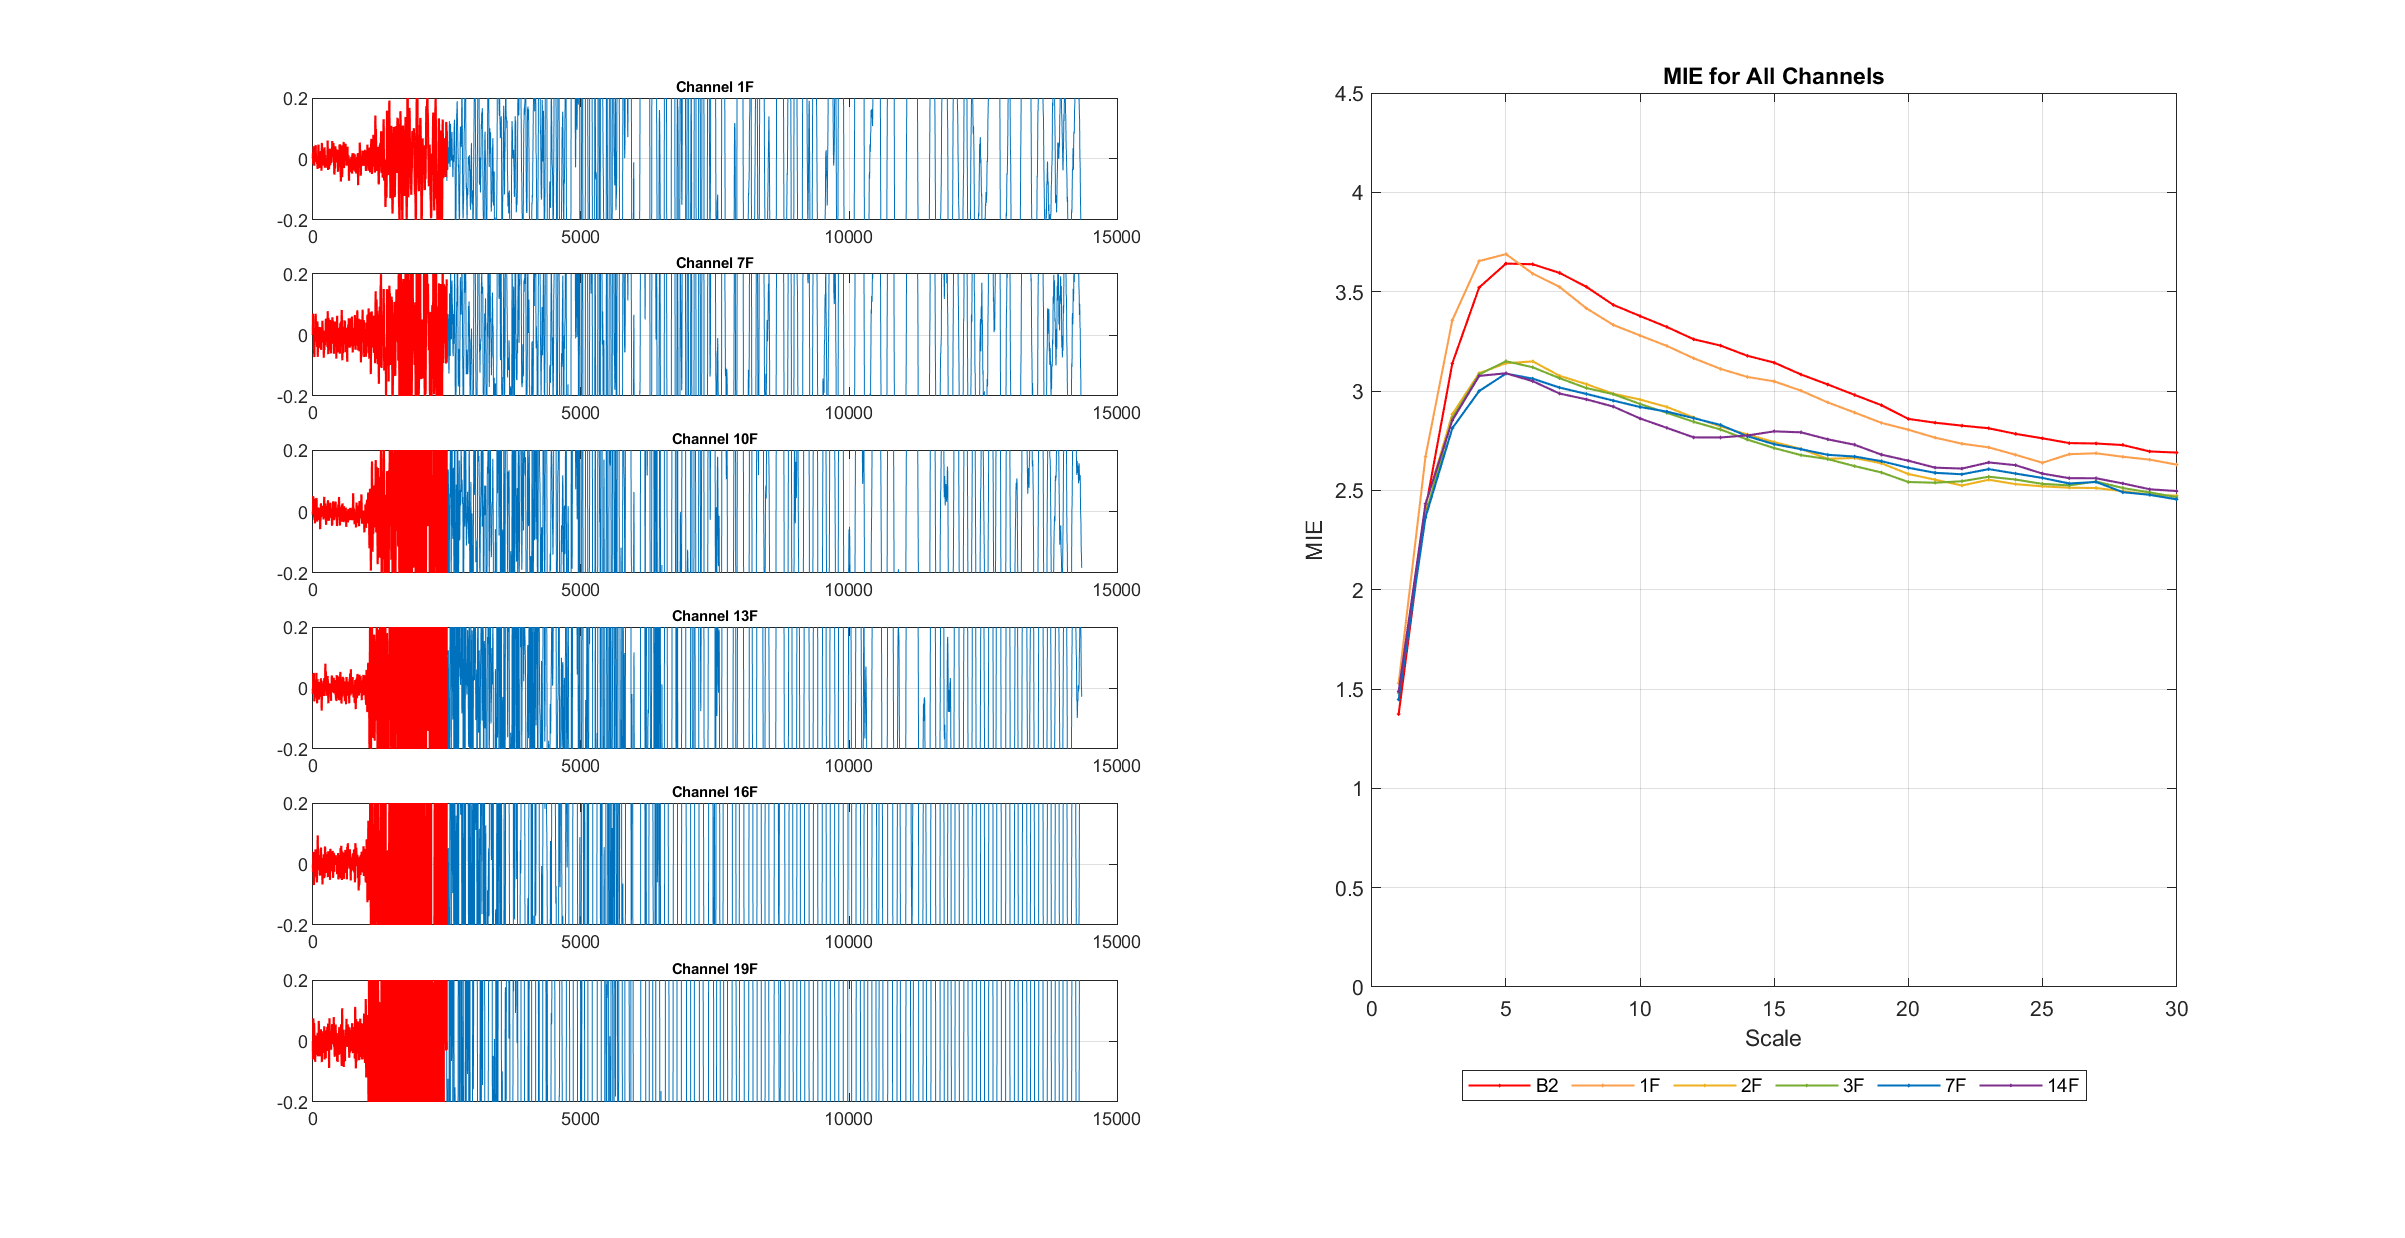 Channel 1F
0.2
0
-0.2
0 5000 10000 15000
Channel 7F
0.2
0
-0.2
0 5000 10000 15000
Channel 10F
0.2
0
-0.2
0 5000 10000 15000
Channel 13F
0.2
0
-0.2
0 5000 10000 15000
Channel 16F
0.2
0
-0.2
0 5000 10000 15000
Channel 19F
0.2
0
-0.2
0 5000 10000 15000
MIE for All Channels
4.5
4
3.5
3
2.5
2
1.5
1
0.5
0
MIE
0 5 10 15 20 25 30
Scale
B2 1F 2F 3F 7F 14F